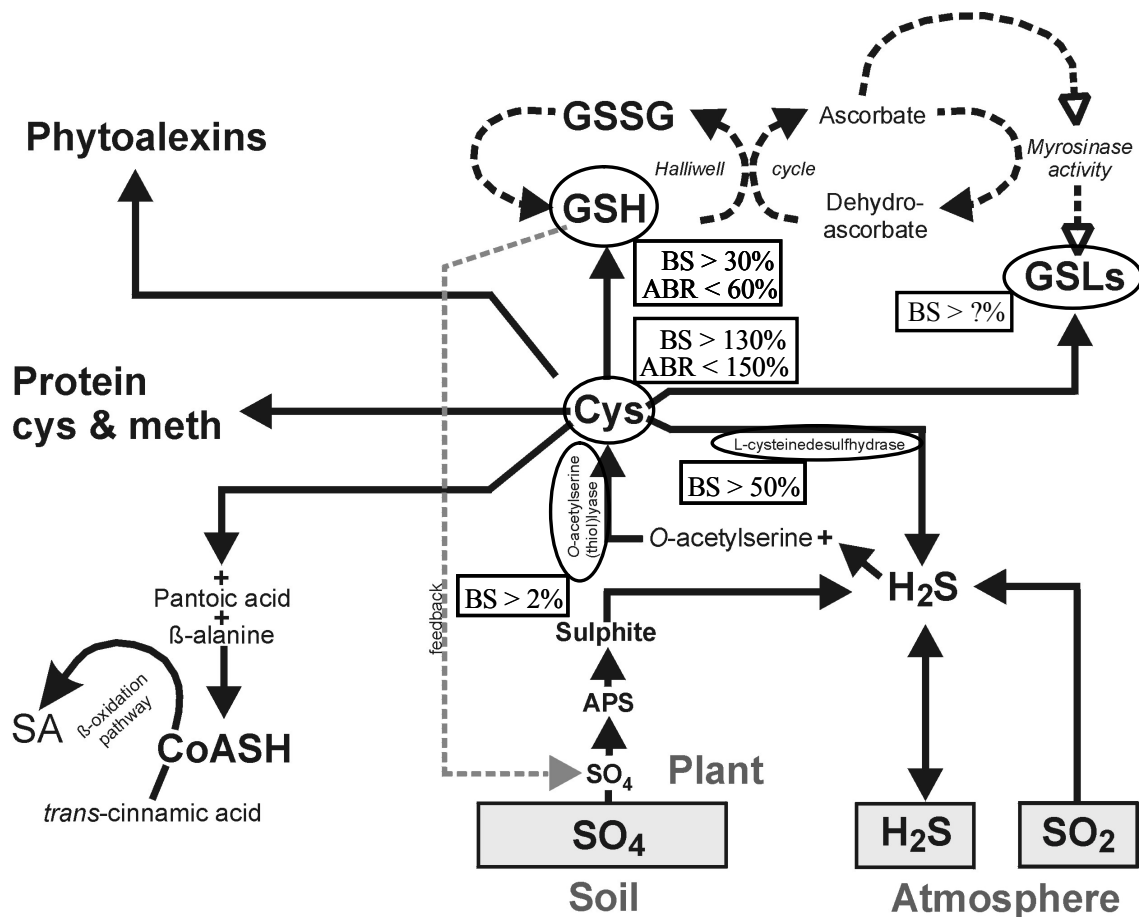 GSSG
Ascorbate
Phytoalexins
Halliwell
cycle
Myrosinase
activity
GSH
Dehydro-
ascorbate
BS > 30%
ABR < 60%
GSLs
BS > ?%
BS > 130%
ABR < 150%
Protein
cys & meth
Cys
L-cysteinedesulfhydrase
BS > 50%
O-acetylserine
(thiol)lyase
O-acetylserine +
BS > 2%
H₂S
+
Pantoic acid
+
ß-alanine
feedback
Sulphite
ß-oxidation
pathway
SA
APS
CoASH
SO₄
Plant
trans-cinnamic acid
SO₄
H₂S
SO₂
Soil
Atmosphere